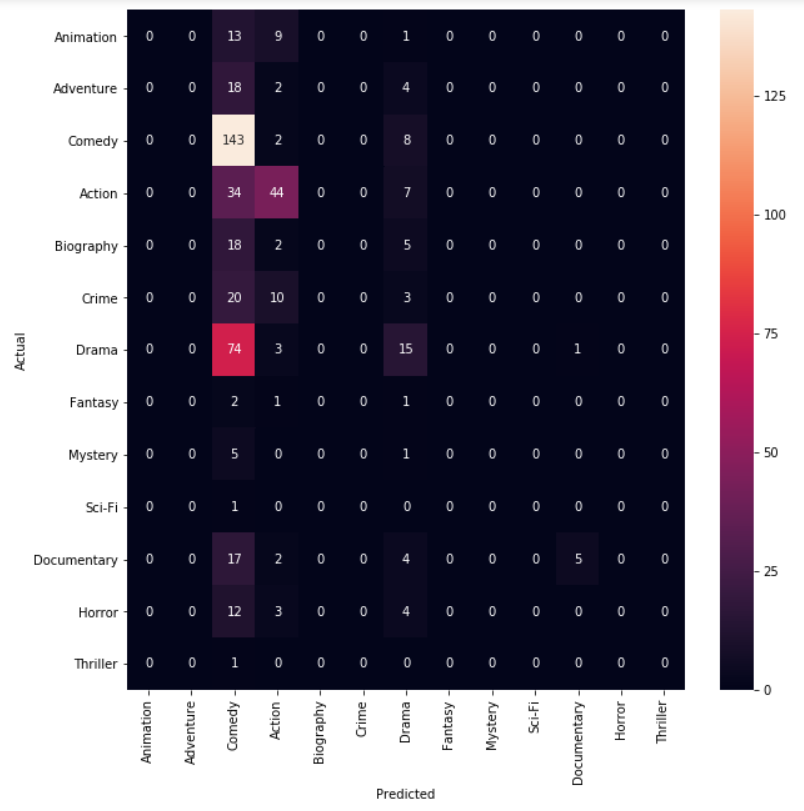 Animation 0 0 13 9 0 0 1 0 0 0 0 0 0
Adventure 0 0 18 2 0 0 4 0 0 0 0 0 0
125
Comedy 0 0 143 2 0 0 8 0 0 0 0 0 0
Action 0 0 34 44 0 0 7 0 0 0 0 0 0
100
Biography 0 0 18 2 0 0 5 0 0 0 0 0 0
Crime 0 0 20 10 0 0 3 0 0 0 0 0 0
75
Actual
Drama 0 0 74 3 0 0 15 0 0 0 1 0 0
Fantasy 0 0 2 1 0 0 1 0 0 0 0 0 0
50
Mystery 0 0 5 0 0 0 1 0 0 0 0 0 0
Sci-Fi 0 0 1 0 0 0 0 0 0 0 0 0 0
Documentary 0 0 17 2 0 0 4 0 0 0 5 0 0
25
Horror 0 0 12 3 0 0 4 0 0 0 0 0 0
Thriller 0 0 1 0 0 0 0 0 0 0 0 0 0
0
Animation
Adventure
Comedy
Action
Biography
Crime
Drama
Fantasy
Mystery
Sci-Fi
Documentary
Horror
Thriller
Predicted